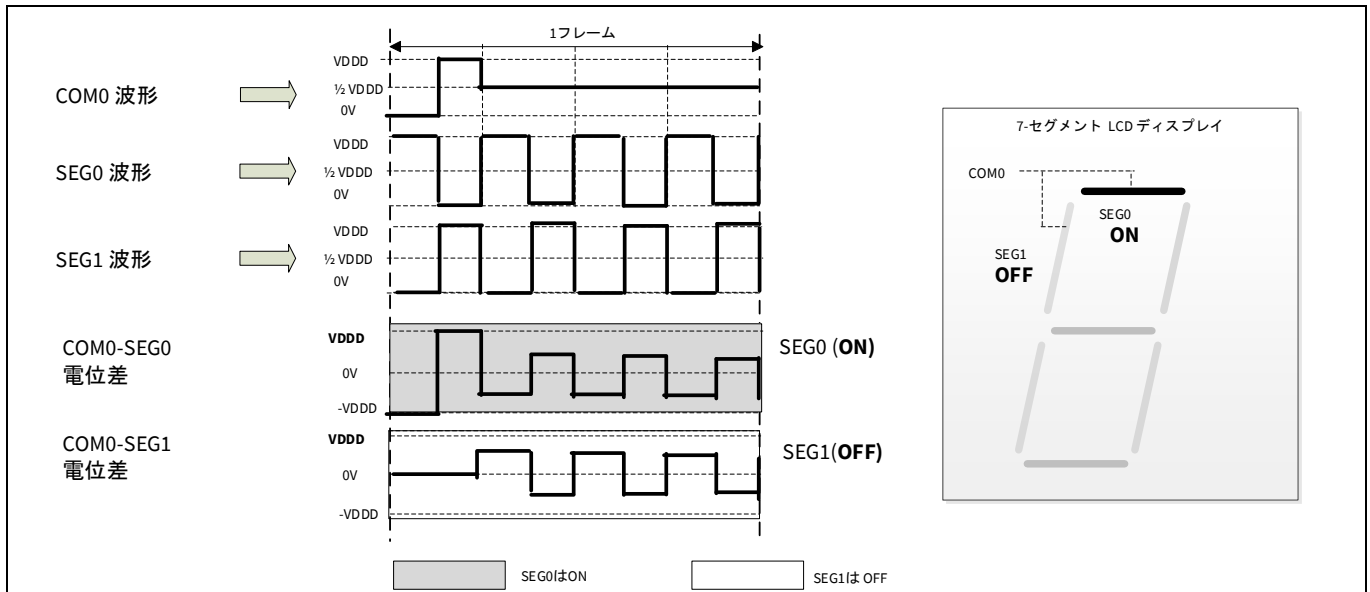 1フレーム
COM0 波形
VDDD
½ VDDD
0V
SEG0 波形
VDDD
½ VDDD
0V
SEG1 波形
VDDD
½ VDDD
0V
COM0-SEG0
電位差
VDDD
0V
-VDDD
SEG0 (ON)
COM0-SEG1
電位差
VDDD
0V
-VDDD
SEG1(OFF)
SEG0はON
SEG1は OFF
7-セグメント LCD ディスプレイ
COM0
SEG0
ON
SEG1
OFF